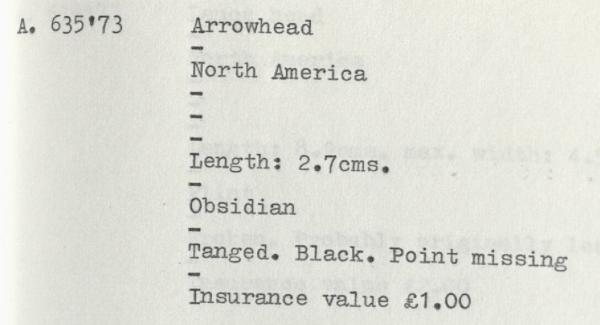 A. 635'73 Arrowhead
-
North America
-
-
-
Length: 2.7cms.
-
Obsidian
-
Tanged. Black. Point missing
-
Insurance value £1.00